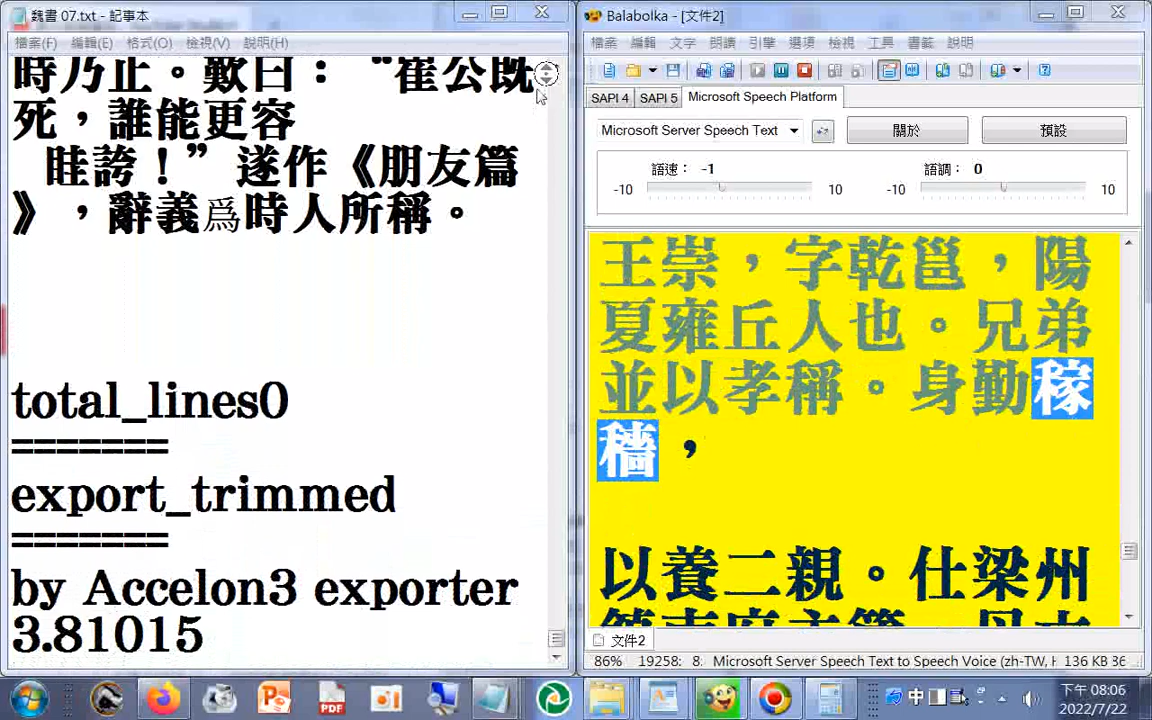 魏書 07.txt - 記事本
檔案(F) 編輯(E) 格式(O) 檢視(V) 說明(H)
時乃止。歎曰：“崔公既
死，誰能更容
眭誇！”遂作《朋友篇
》，辭義爲時人所稱。
total_lines0
=======
export_trimmed
=======
by Accelon3 exporter
3.81015
Balabolka - [文件2]
檔案 編輯 文字 朗讀 引擎 選項 檢視 工具 書籤 說明
SAPI 4 SAPI 5 Microsoft Speech Platform
Microsoft Server Speech Text 關於 預設
語速： -1 語調： 0
-10 10 -10 10
王崇，字乾邕，陽
夏雍丘人也。兄弟
並以孝稱。身勤稼
穡，
以養二親。仕梁州
文件2
86% 19258: 8: Microsoft Server Speech Text to Speech Voice (zh-TW, H 136 KB 36
中
下午 08:06
2022/7/22